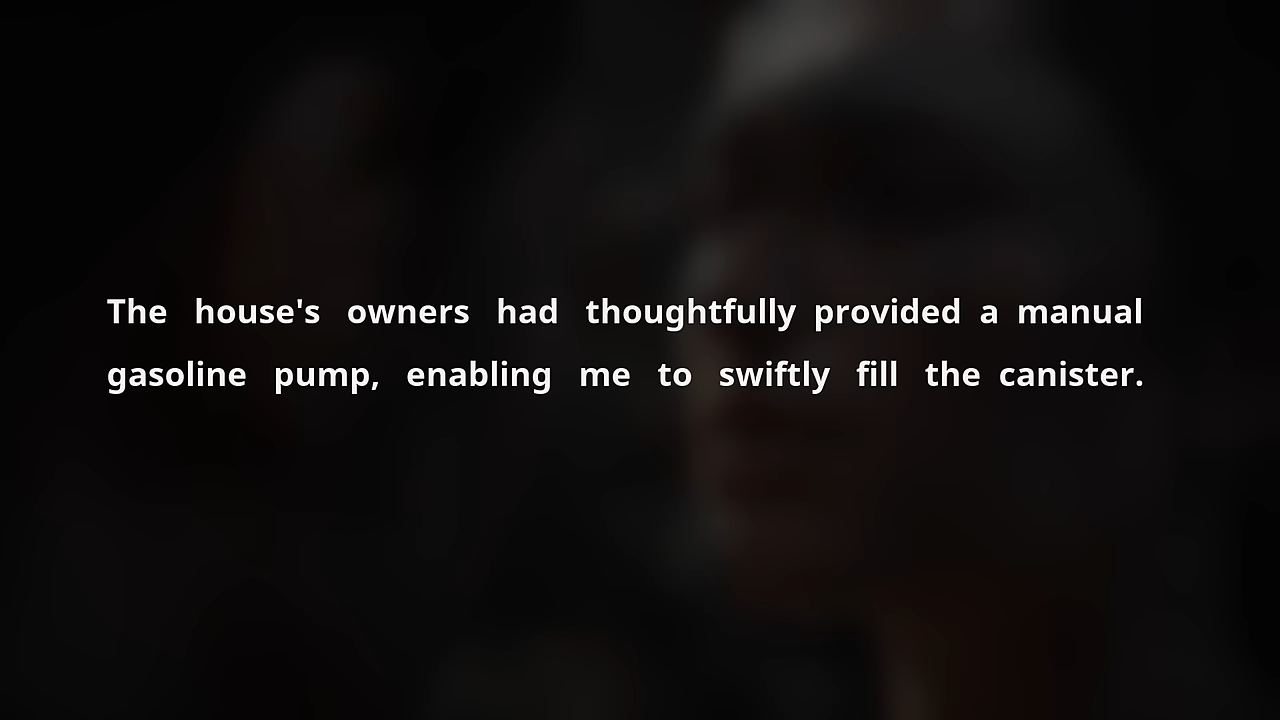 The house's owners had thoughtfully provided a manual
gasoline pump, enabling me to swiftly fill the canister.